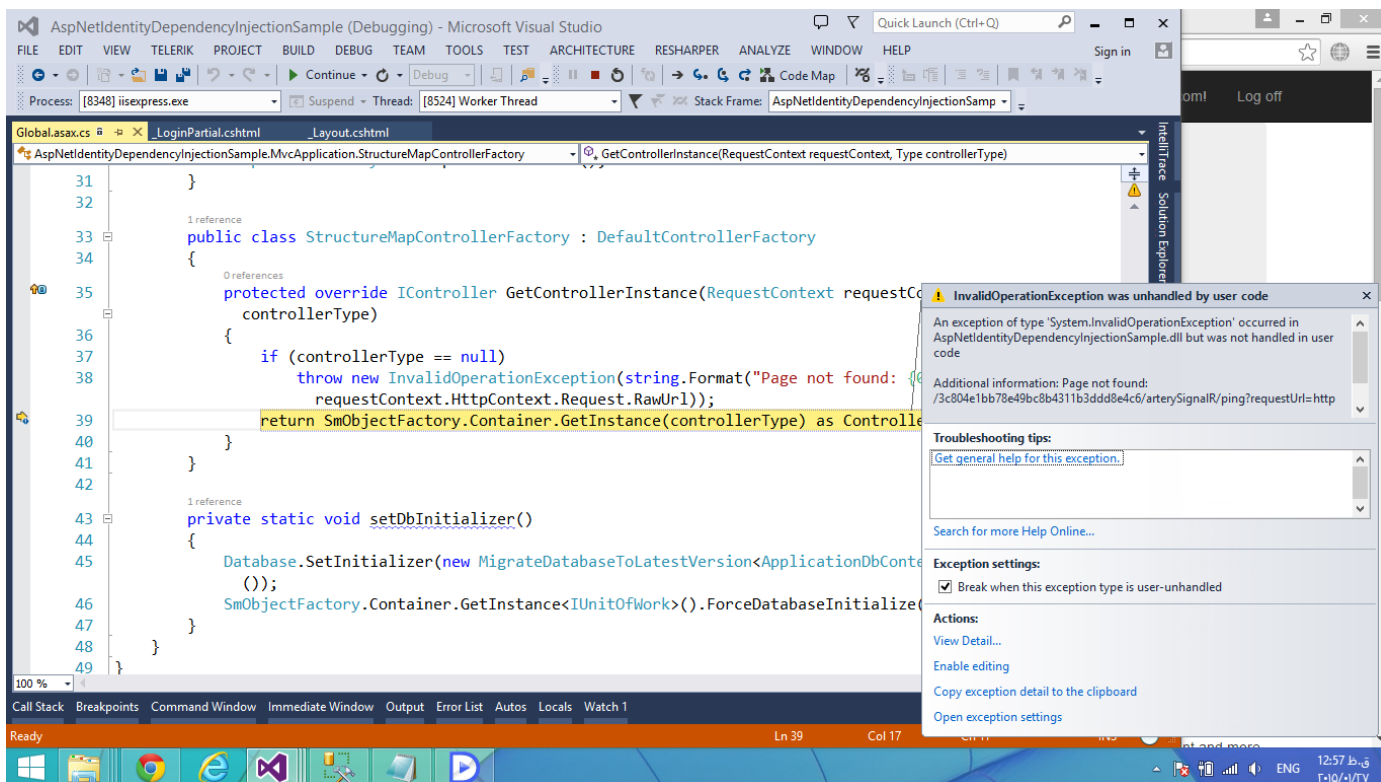 AspNetIdentityDependencyInjectionSample (Debugging) - Microsoft Visual Studio
Quick Launch (Ctrl+Q)
FILE EDIT VIEW TELERIK PROJECT BUILD DEBUG TEAM TOOLS TEST ARCHITECTURE RESHARPER ANALYZE WINDOW HELP
Sign in
Continue
Debug
Code Map
Process: [8348] iisexpress.exe
Suspend
Thread: [8524] Worker Thread
Stack Frame: AspNetIdentityDependencyInjectionSamp
om! Log off
Global.asax.cs _LoginPartial.cshtml _Layout.cshtml
AspNetIdentityDependencyInjectionSample.MvcApplication.StructureMapControllerFactory
GetControllerInstance(RequestContext requestContext, Type controllerType)
IntelliTrace
Solution Explorer
31 }
32
1 reference
33 public class StructureMapControllerFactory : DefaultControllerFactory
34 {
0 references
35 protected override IController GetControllerInstance(RequestContext requestCo
controllerType)
36 {
37 if (controllerType == null)
38 throw new InvalidOperationException(string.Format("Page not found: {0
requestContext.HttpContext.Request.RawUrl));
39 return SmObjectFactory.Container.GetInstance(controllerType) as Controlle
40 }
41 }
42
1 reference
43 private static void setDbInitializer()
44 {
45 Database.SetInitializer(new MigrateDatabaseToLatestVersion<ApplicationDbConte
());
46 SmObjectFactory.Container.GetInstance<IUnitOfWork>().ForceDatabaseInitialize(
47 }
48 }
49 }
100 %
InvalidOperationException was unhandled by user code
An exception of type 'System.InvalidOperationException' occurred in
AspNetIdentityDependencyInjectionSample.dll but was not handled in user
code
Additional information: Page not found:
/3c804e1bb78e49bc8b4311b3ddd8e4c6/arterySignalR/ping?requestUrl=http
Troubleshooting tips:
Get general help for this exception.
Search for more Help Online...
Exception settings:
Break when this exception type is user-unhandled
Actions:
View Detail...
Enable editing
Copy exception detail to the clipboard
Open exception settings
Call Stack Breakpoints Command Window Immediate Window Output Error List Autos Locals Watch 1
Ready
Ln 39
Col 17
ENG
12:57 ق.ظ
٢٠١٥/٠١/٢٧